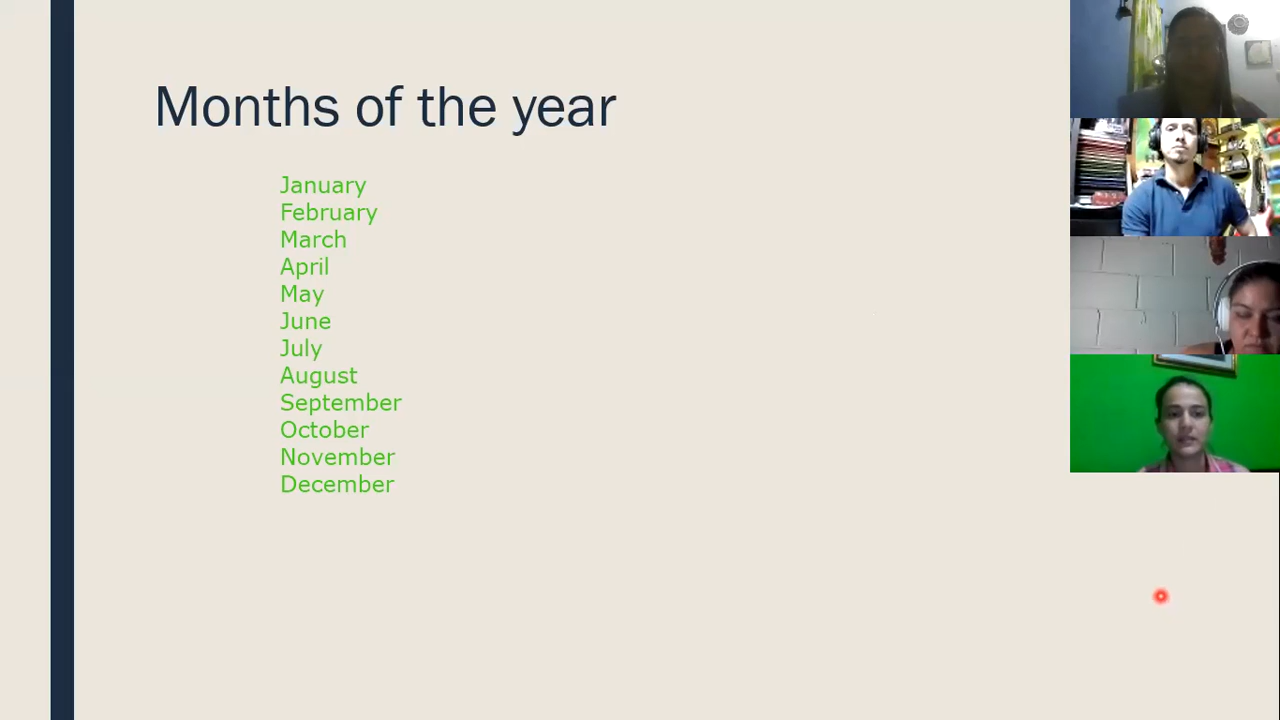 Months of the year
January
February
March
April
May
June
July
August
September
October
November
December